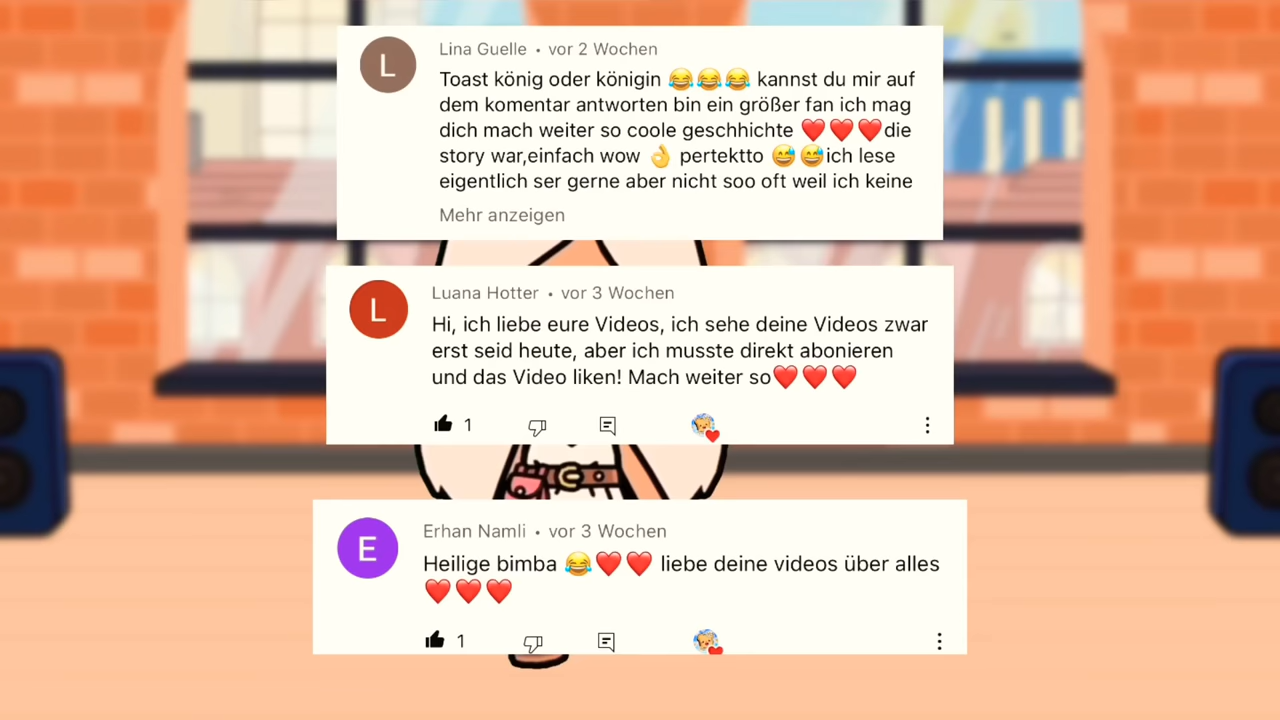 L
Lina Guelle • vor 2 Wochen
Toast könig oder königin 😂😂😂 kannst du mir auf
dem komentar antworten bin ein größer fan ich mag
dich mach weiter so coole geschhichte ❤️❤️❤️die
story war,einfach wow 👌 pertektto 😅😅ich lese
eigentlich ser gerne aber nicht soo oft weil ich keine
Mehr anzeigen
L
Luana Hotter • vor 3 Wochen
Hi, ich liebe eure Videos, ich sehe deine Videos zwar
erst seid heute, aber ich musste direkt abonieren
und das Video liken! Mach weiter so❤️❤️❤️
1
E
Erhan Namli • vor 3 Wochen
Heilige bimba 😂❤️❤️ liebe deine videos über alles
❤️❤️❤️
1